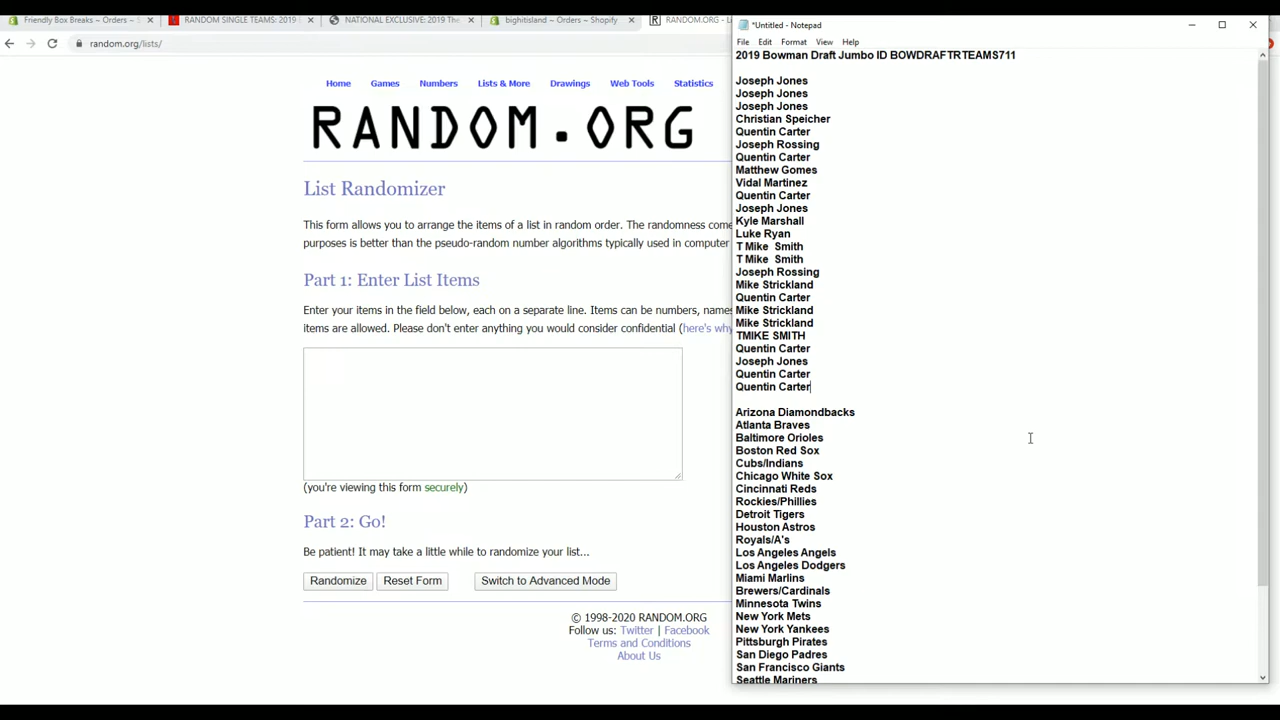 Friendly Box Breaks ~ Orders ~ S
RANDOM SINGLE TEAMS: 2019
NATIONAL EXCLUSIVE: 2019 The
bighitisland ~ Orders ~ Shopify
RANDOM.ORG - L
random.org/lists/
Home Games Numbers Lists & More Drawings Web Tools Statistics
RANDOM.ORG
List Randomizer
This form allows you to arrange the items of a list in random order. The randomness come
purposes is better than the pseudo-random number algorithms typically used in computer
Part 1: Enter List Items
Enter your items in the field below, each on a separate line. Items can be numbers, names
items are allowed. Please don't enter anything you would consider confidential (here's why
(you're viewing this form securely)
Part 2: Go!
Be patient! It may take a little while to randomize your list...
Randomize Reset Form Switch to Advanced Mode
© 1998-2020 RANDOM.ORG
Follow us: Twitter | Facebook
Terms and Conditions
About Us
*Untitled - Notepad
File Edit Format View Help
2019 Bowman Draft Jumbo ID BOWDRAFTRTEAMS711
Joseph Jones
Joseph Jones
Joseph Jones
Christian Speicher
Quentin Carter
Joseph Rossing
Quentin Carter
Matthew Gomes
Vidal Martinez
Quentin Carter
Joseph Jones
Kyle Marshall
Luke Ryan
T Mike  Smith
T Mike  Smith
Joseph Rossing
Mike Strickland
Quentin Carter
Mike Strickland
Mike Strickland
TMIKE SMITH
Quentin Carter
Joseph Jones
Quentin Carter
Quentin Carter
Arizona Diamondbacks
Atlanta Braves
Baltimore Orioles
Boston Red Sox
Cubs/Indians
Chicago White Sox
Cincinnati Reds
Rockies/Phillies
Detroit Tigers
Houston Astros
Royals/A's
Los Angeles Angels
Los Angeles Dodgers
Miami Marlins
Brewers/Cardinals
Minnesota Twins
New York Mets
New York Yankees
Pittsburgh Pirates
San Diego Padres
San Francisco Giants
Seattle Mariners